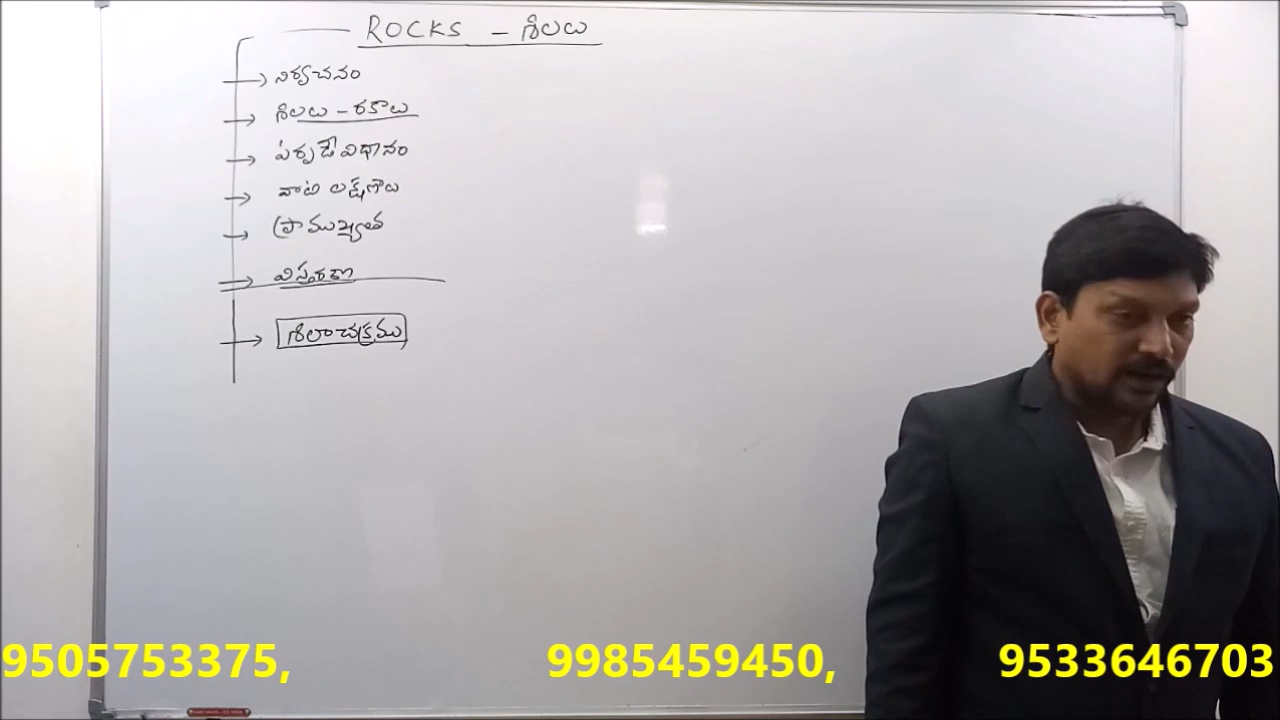 ROCKS - శిలలు
నిర్వచనం
శిలలు - రకాలు
ఏర్పడే విధానం
వాటి లక్షణాలు
ప్రాముఖ్యత
విస్తరణ
శిలాచక్రము
9505753375, 9985459450, 9533646703